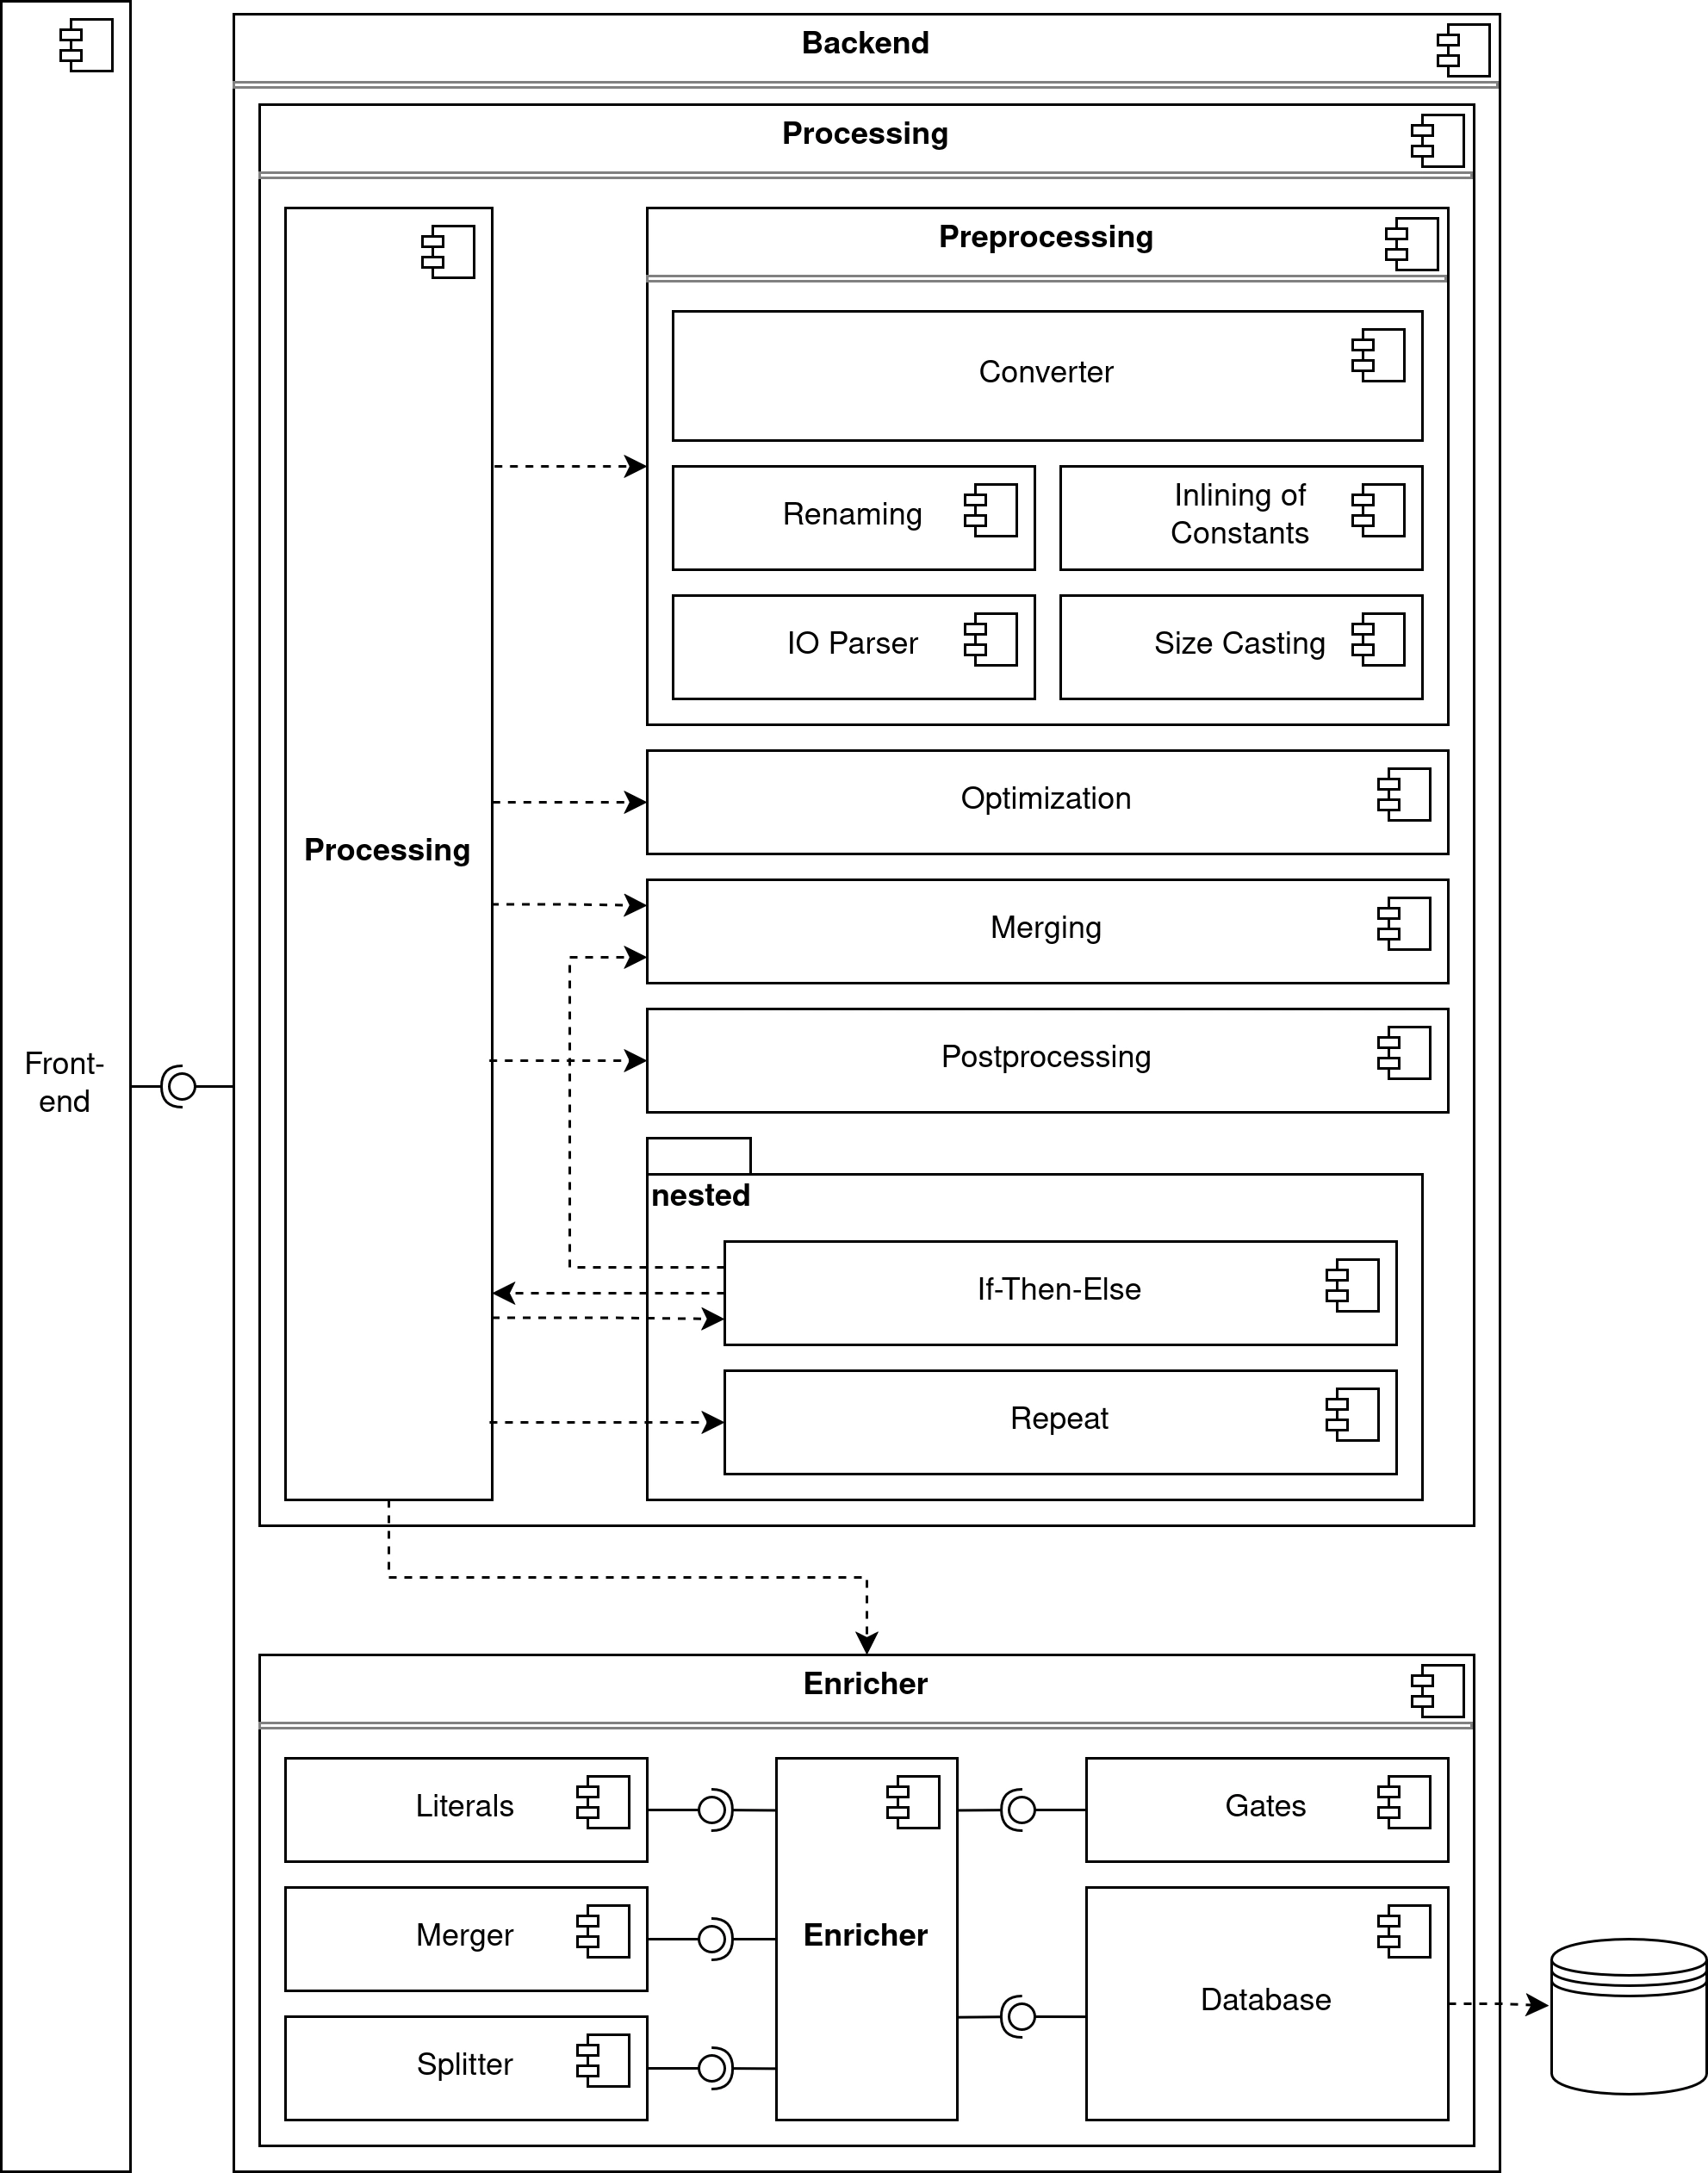 Front-
end
Backend
Processing
Processing
Preprocessing
Converter
Renaming
Inlining of
Constants
IO Parser
Size Casting
Optimization
Merging
Postprocessing
nested
If-Then-Else
Repeat
Enricher
Literals
Merger
Splitter
Enricher
Gates
Database